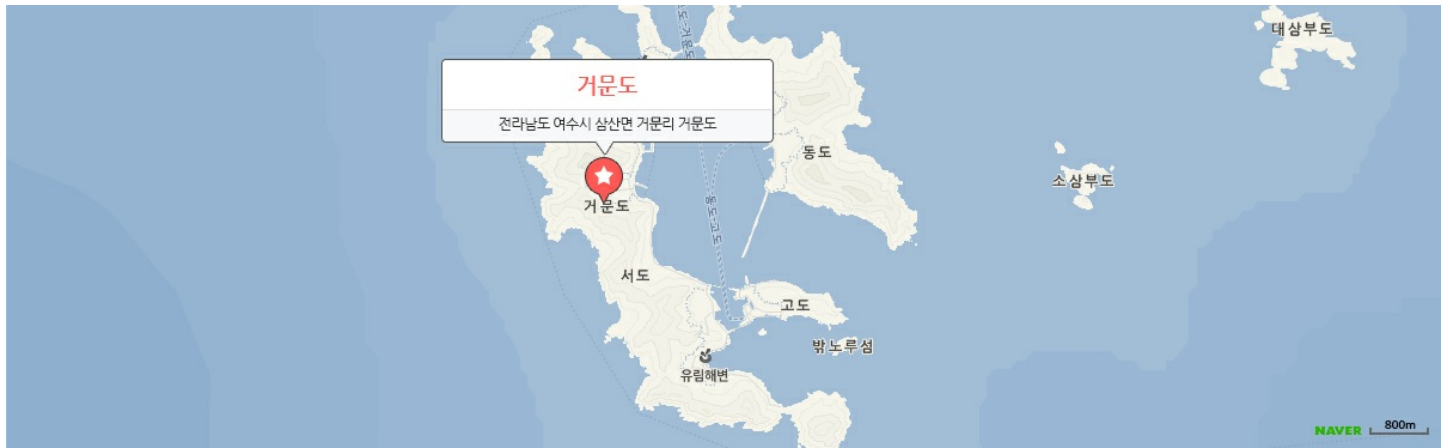 대삼부도
거문도
전라남도 여수시 삼산면 거문리 거문도
동도
소삼부도
거문도
서도
고도
밖노루섬
유림해변
NAVER 800m